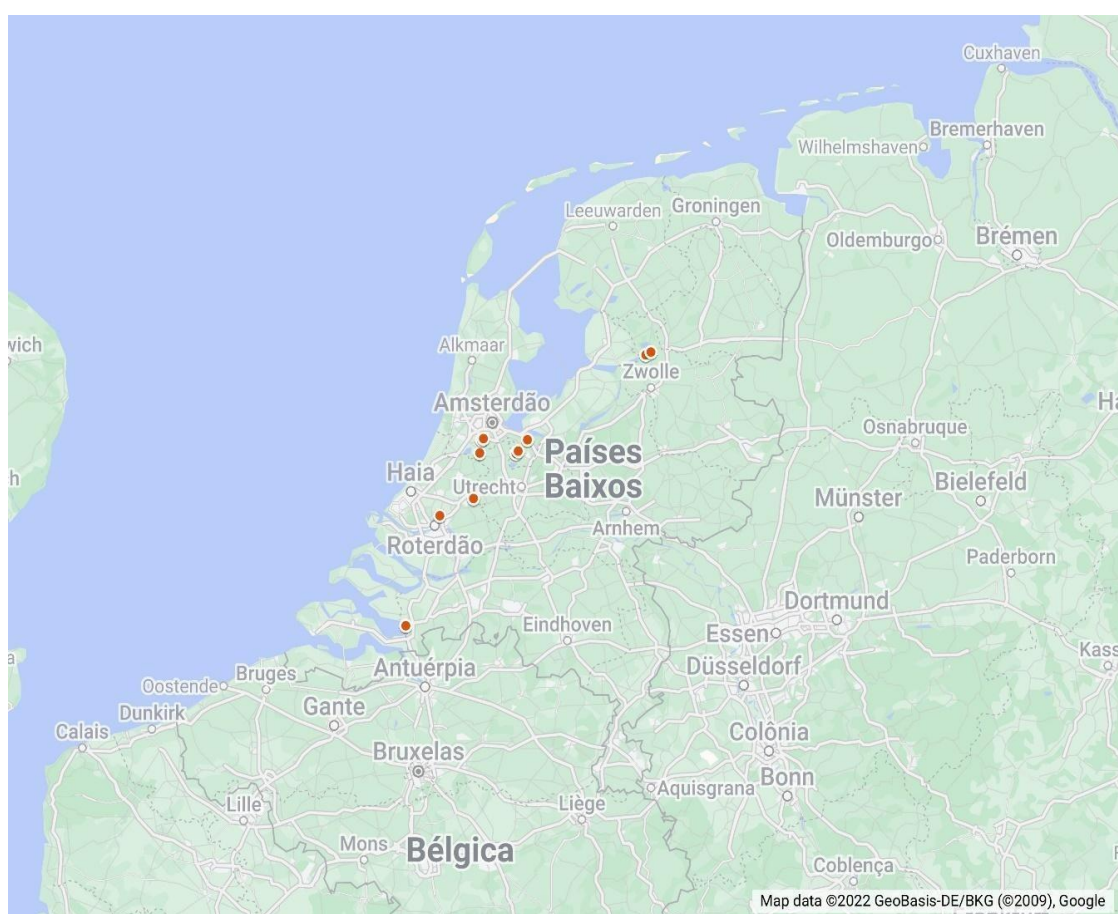 Cuxhaven
Bremerhaven
Wilhelmshaven
Leeuwarden
Groningen
Oldemburgo
Brémen
wich
Alkmaar
Zwolle
Amsterdão
Osnabruque
Ha
Países
Baixos
Haia
Utrecht
Bielefeld
h
Münster
Arnhem
Roterdão
Paderborn
Dortmund
Eindhoven
Essen
a
Kass
Antuérpia
Düsseldorf
Bruges
Oostende
Gante
Dunkirk
Calais
Colônia
Bruxelas
Bonn
Aquisgrana
Lille
Liège
Mons
Bélgica
Coblença
F
Map data ©2022 GeoBasis-DE/BKG (©2009), Google